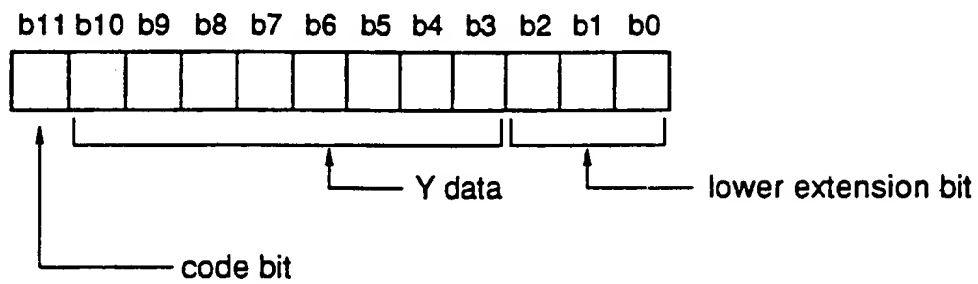 b11 b10 b9 b8 b7 b6 b5 b4 b3 b2 b1 b0
Y data
lower extension bit
code bit